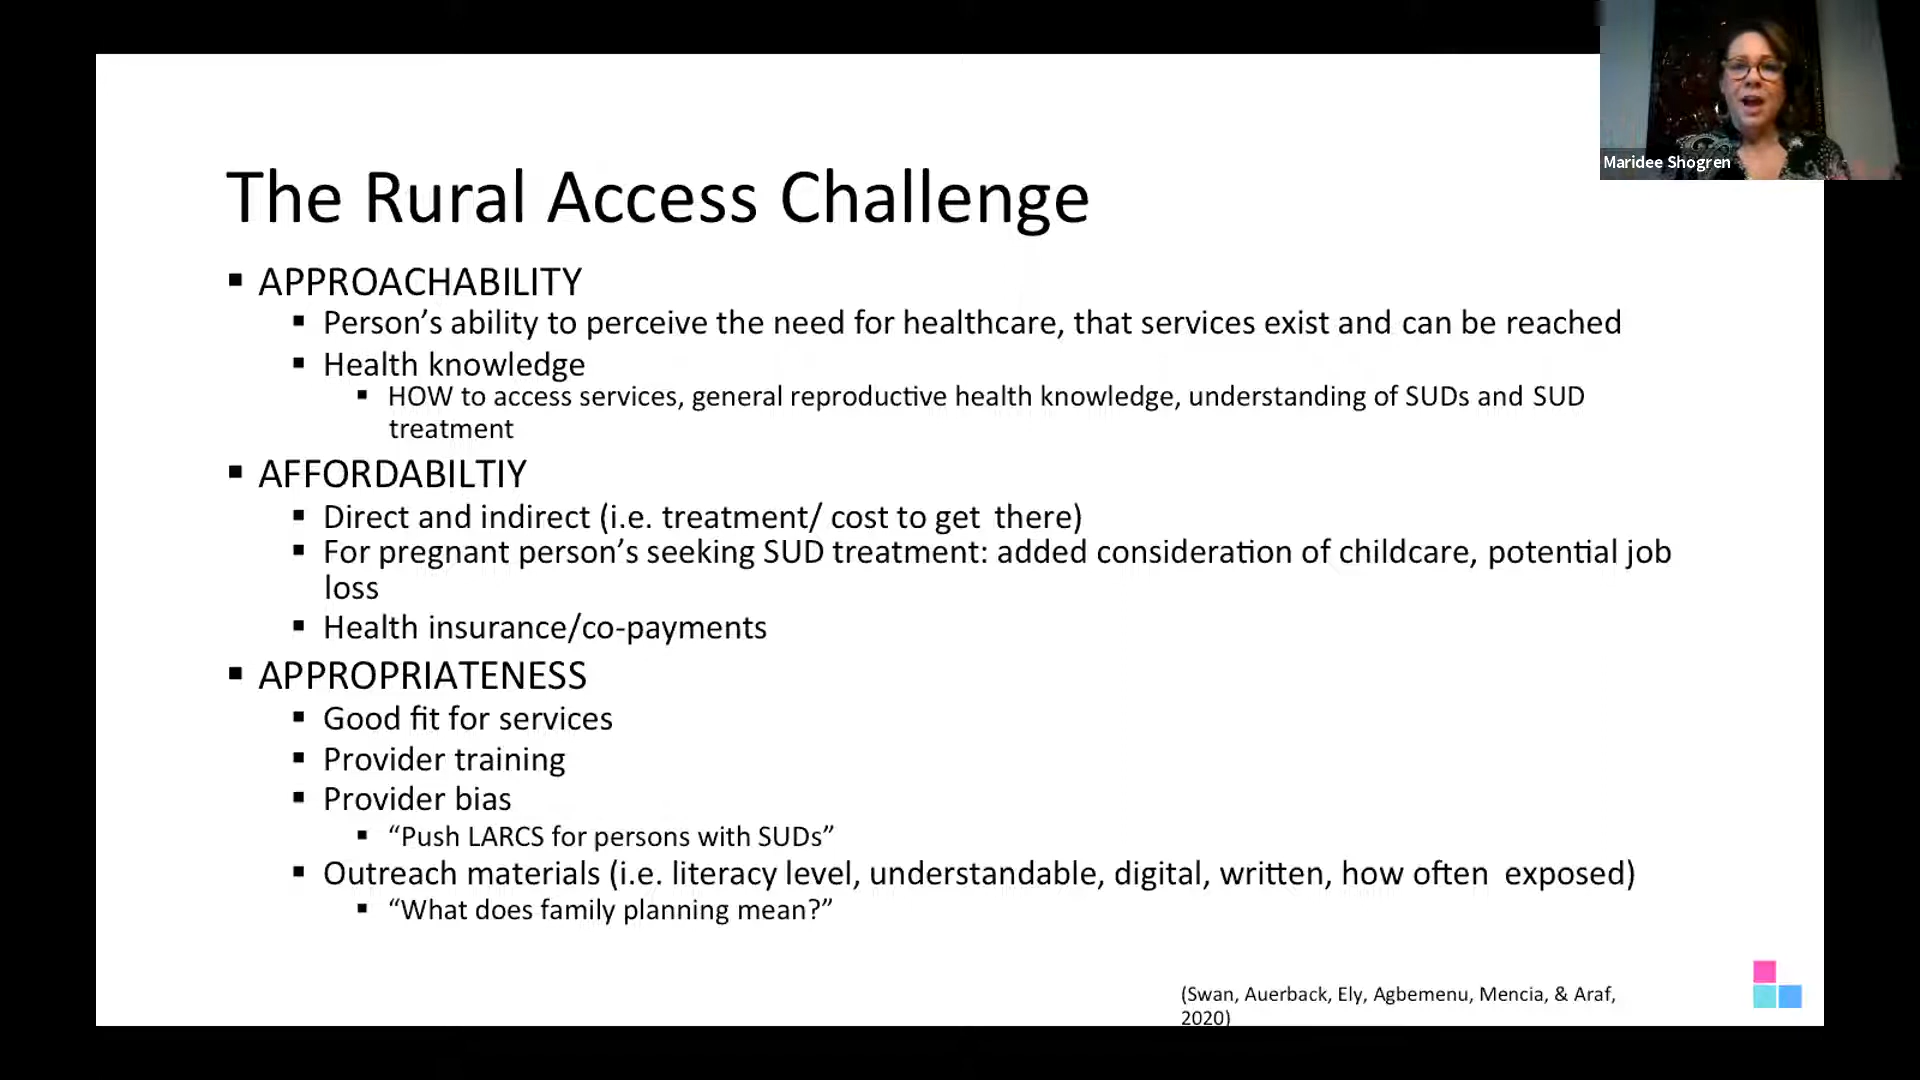 Maridee Shogren
The Rural Access Challenge
▪ APPROACHABILITY
▪ Person’s ability to perceive the need for healthcare, that services exist and can be reached
▪ Health knowledge
▪ HOW to access services, general reproductive health knowledge, understanding of SUDs and SUD
treatment
▪ AFFORDABILTIY
▪ Direct and indirect (i.e. treatment/ cost to get there)
▪ For pregnant person’s seeking SUD treatment: added consideration of childcare, potential job
loss
▪ Health insurance/co-payments
▪ APPROPRIATENESS
▪ Good fit for services
▪ Provider training
▪ Provider bias
▪ “Push LARCS for persons with SUDs”
▪ Outreach materials (i.e. literacy level, understandable, digital, written, how often exposed)
▪ “What does family planning mean?”
(Swan, Auerback, Ely, Agbemenu, Mencia, & Araf,
2020)